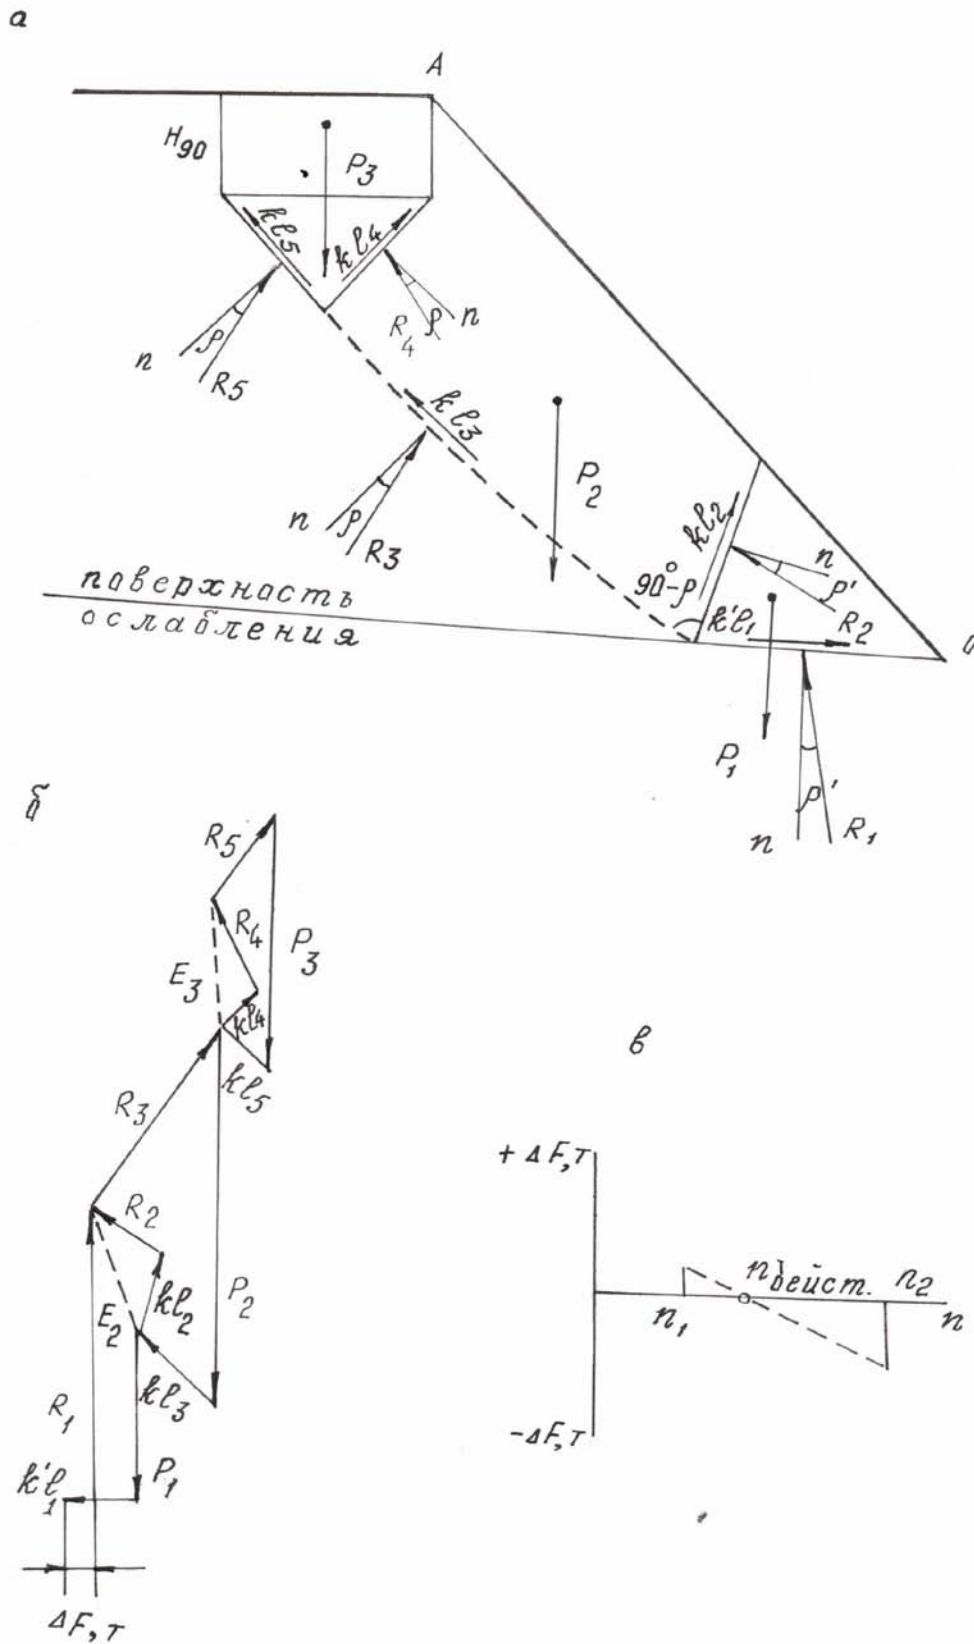 а
A
H90
P3
kl5
kl4
n
ρ
R5
R4
ρ
n
kl3
n
ρ
R3
P2
kl2
90°-ρ
n
ρ'
R2
k'l1
поверхность
ослабления
P1
n
ρ'
R1
б
R5
R4
P3
E3
kl4
kl5
R3
R2
P2
E2
kl2
kl3
R1
k'l1
P1
ΔF, т
в
+ΔF, т
n действ.
n1
n2
n
-ΔF, т